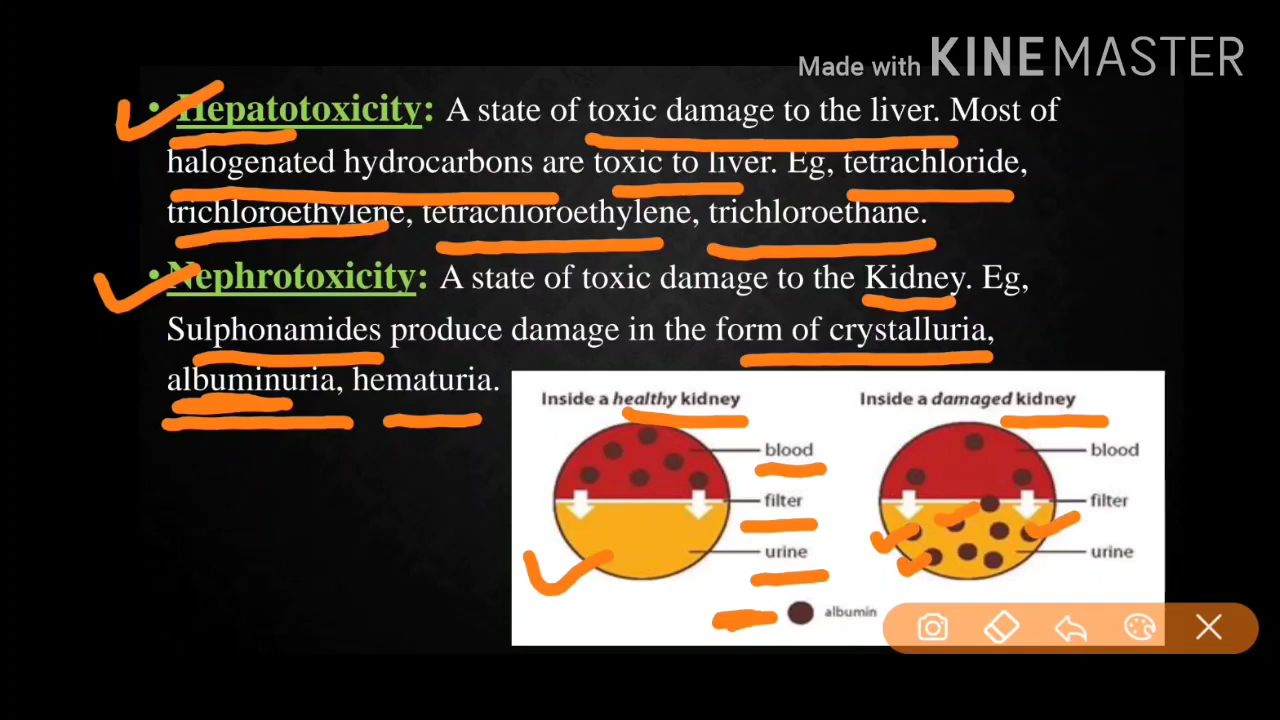 Made with KINEMASTER
• Hepatotoxicity: A state of toxic damage to the liver. Most of
halogenated hydrocarbons are toxic to liver. Eg, tetrachloride,
trichloroethylene, tetrachloroethylene, trichloroethane.
• Nephrotoxicity: A state of toxic damage to the Kidney. Eg,
Sulphonamides produce damage in the form of crystalluria,
albuminuria, hematuria.
Inside a healthy kidney
blood
filter
urine
Inside a damaged kidney
blood
filter
urine
albumin